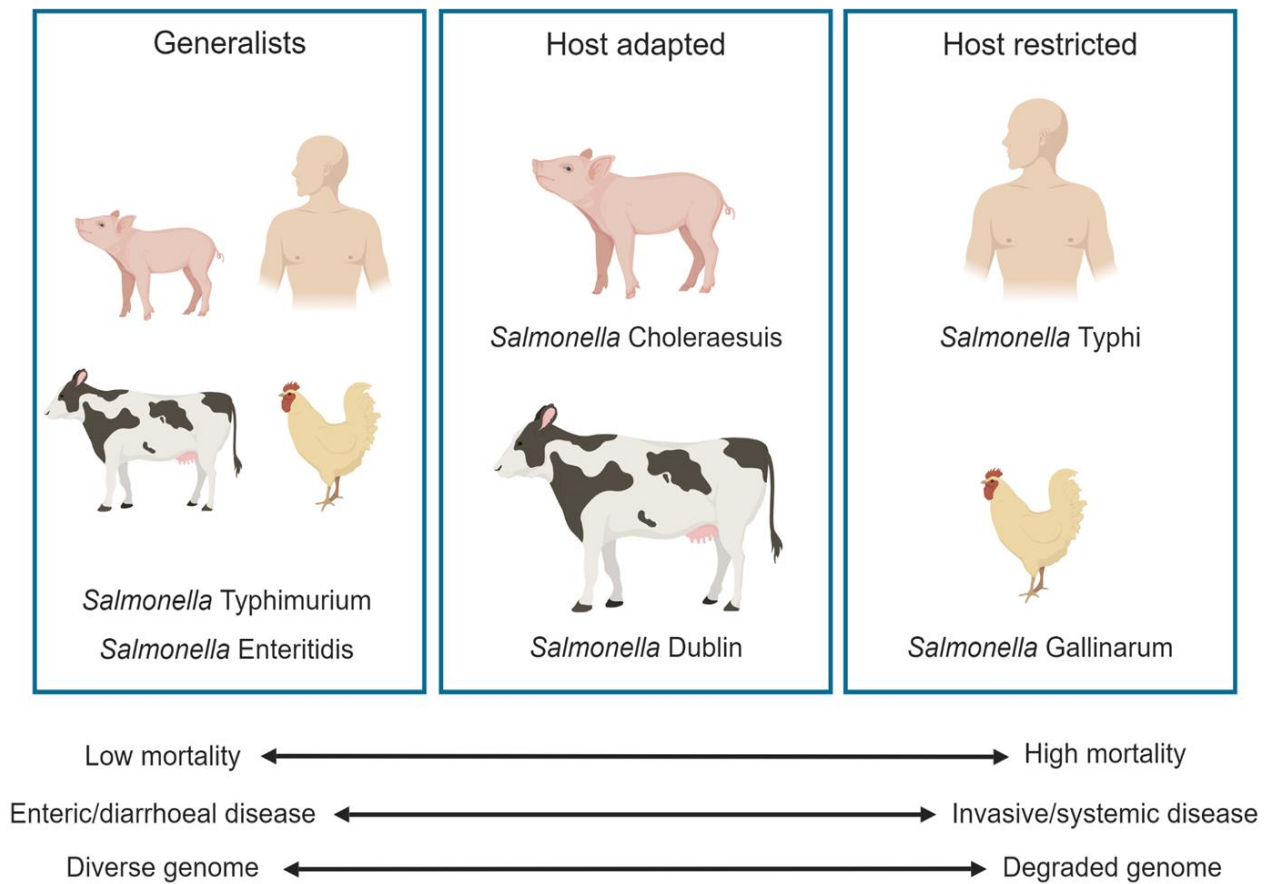 Generalists
Salmonella Typhimurium
Salmonella Enteritidis
Host adapted
Salmonella Choleraesuis
Salmonella Dublin
Host restricted
Salmonella Typhi
Salmonella Gallinarum
Low mortality
High mortality
Enteric/diarrhoeal disease
Invasive/systemic disease
Diverse genome
Degraded genome